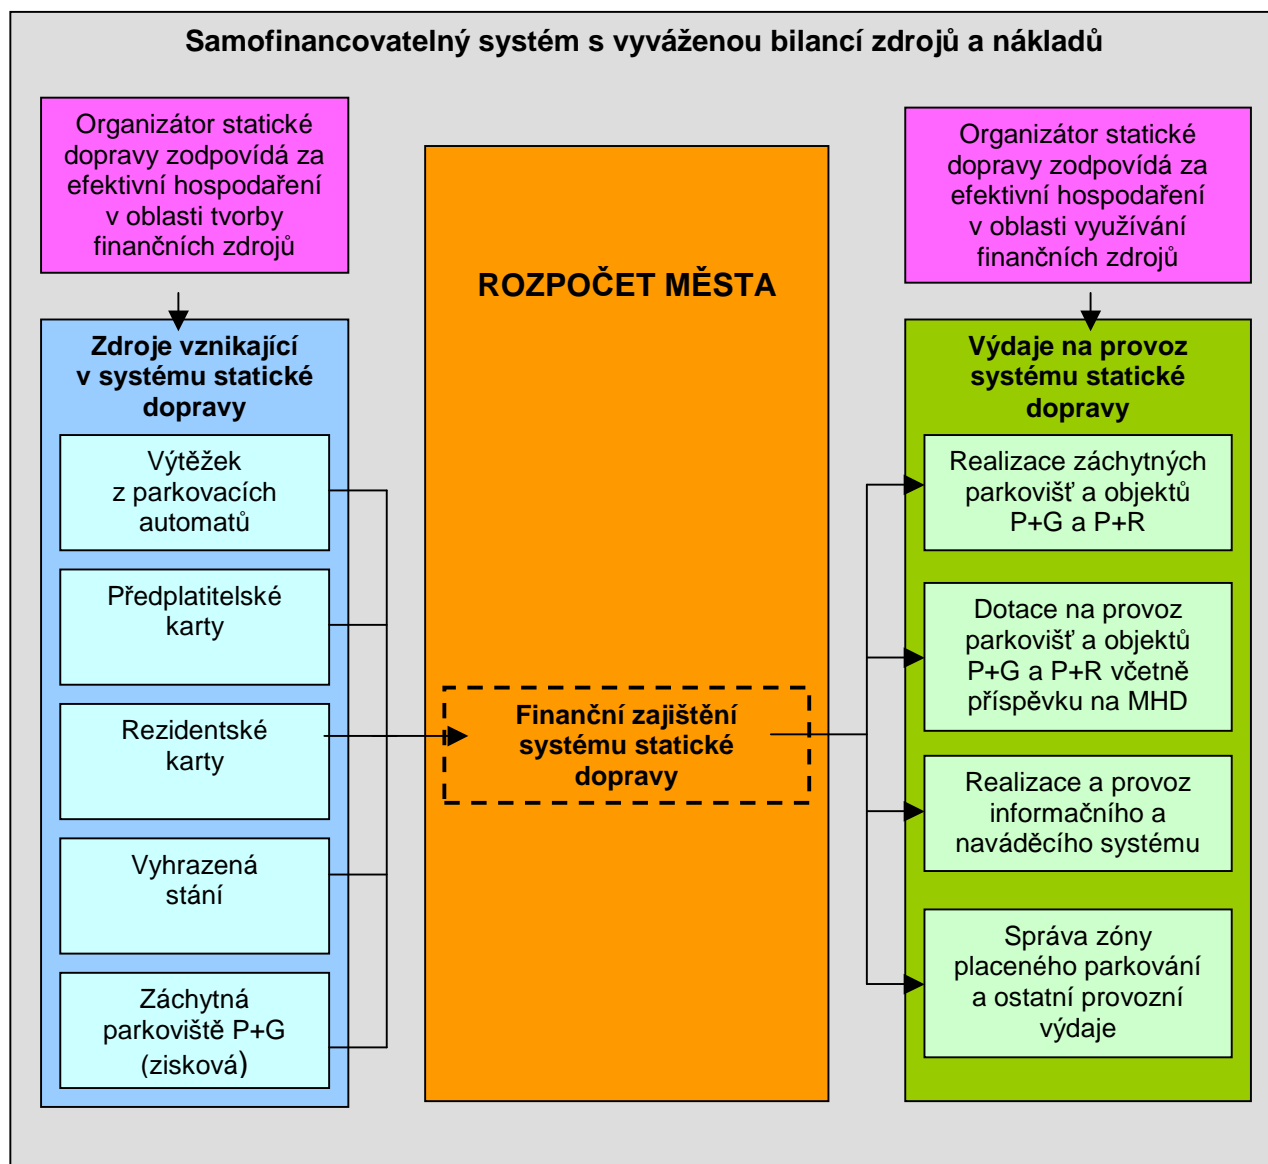 Samofinancovatelný systém s vyváženou bilancí zdrojů a nákladů
Organizátor statické
dopravy zodpovídá za
efektivní hospodaření
v oblasti tvorby
finančních zdrojů
Zdroje vznikající
v systému statické
dopravy
Výtěžek
z parkovacích
automatů
Předplatitelské
karty
Rezidentské
karty
Vyhrazená
stání
Záchytná
parkoviště P+G
(zisková)
ROZPOČET MĚSTA
Finanční zajištění
systému statické
dopravy
Organizátor statické
dopravy zodpovídá za
efektivní hospodaření
v oblasti využívání
finančních zdrojů
Výdaje na provoz
systému statické
dopravy
Realizace záchytných
parkovišť a objektů
P+G a P+R
Dotace na provoz
parkovišť a objektů
P+G a P+R včetně
příspěvku na MHD
Realizace a provoz
informačního a
naváděcího systému
Správa zóny
placeného parkování
a ostatní provozní
výdaje